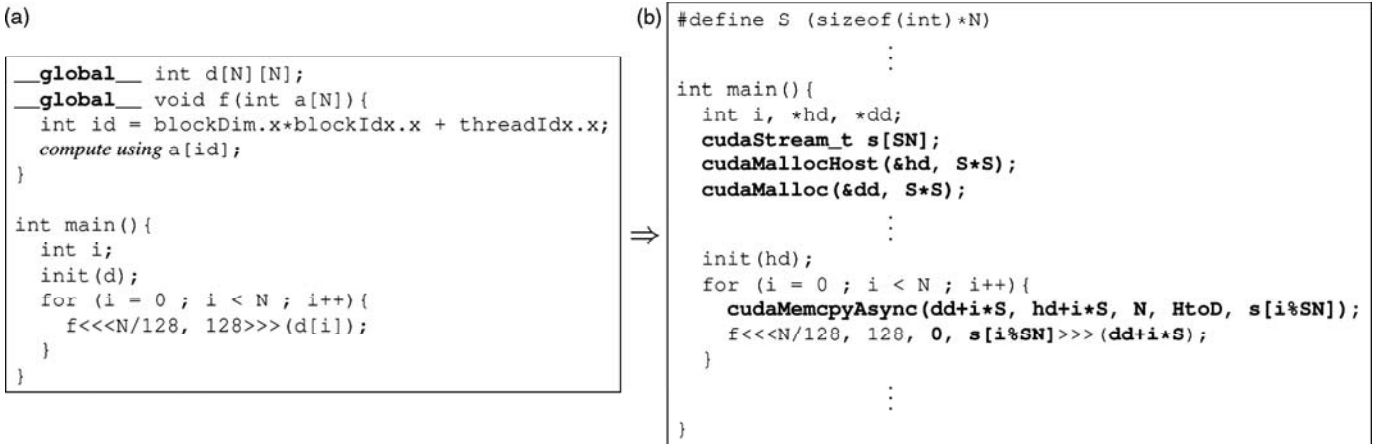 (a)
__global__ int d[N][N];
__global__ void f(int a[N]){
int id = blockDim.x*blockIdx.x + threadIdx.x;
compute using a[id];
}
int main(){
int i;
init(d);
for (i = 0 ; i < N ; i++){
f<<<N/128, 128>>>(d[i]);
}
}
⇒
(b)
#define S (sizeof(int)*N)
⋮
int main(){
int i, *hd, *dd;
cudaStream_t s[SN];
cudaMallocHost(&hd, S*S);
cudaMalloc(&dd, S*S);
⋮
init(hd);
for (i = 0 ; i < N ; i++){
cudaMemcpyAsync(dd+i*S, hd+i*S, N, HtoD, s[i%SN]);
f<<<N/128, 128, 0, s[i%SN]>>>(dd+i*S);
}
⋮
}